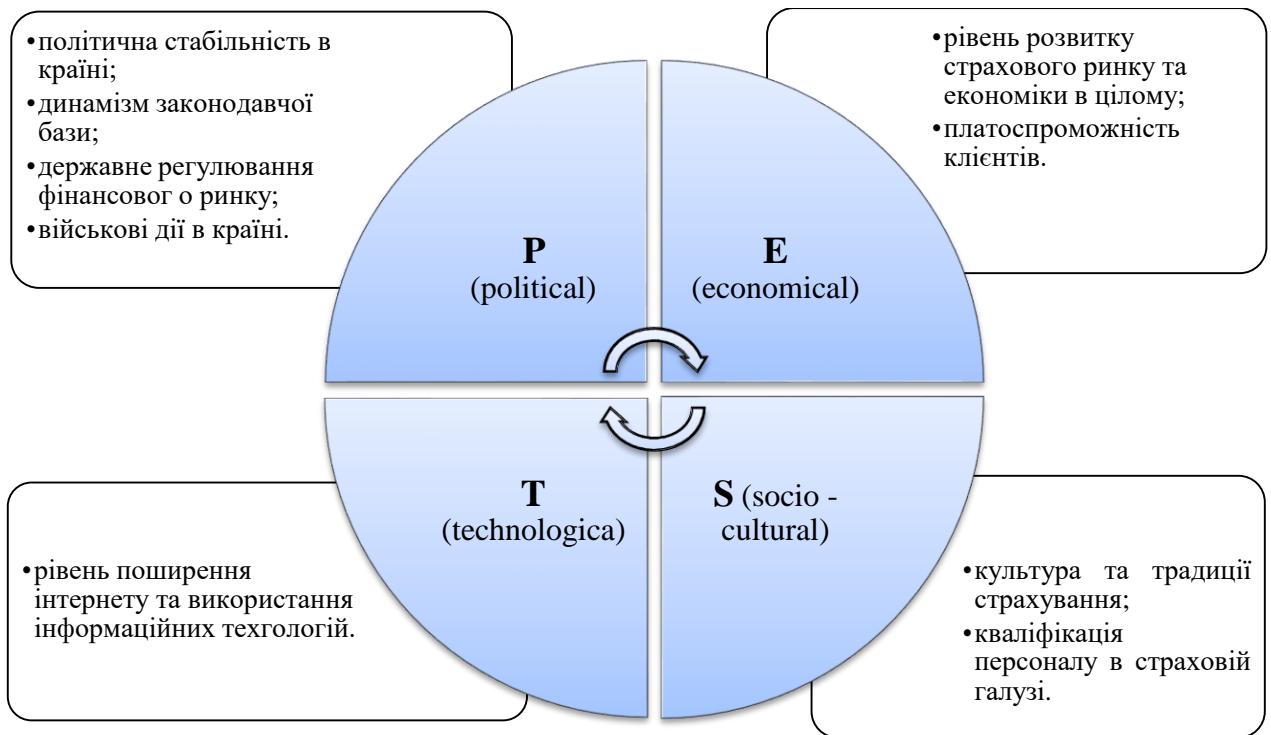 •політична стабільність в
країні;
•динамізм законодавчої
бази;
•державне регулювання
фінансовог о ринку;
•військові дії в країні.
•рівень розвитку
страхового ринку та
економіки в цілому;
•платоспроможність
клієнтів.
P
(political)
E
(economical)
T
(technologica)
S (socio -
cultural)
•рівень поширення
інтернету та використання
інформаційних техгологій.
•культура та традиції
страхування;
•кваліфікація
персоналу в страховій
галузі.